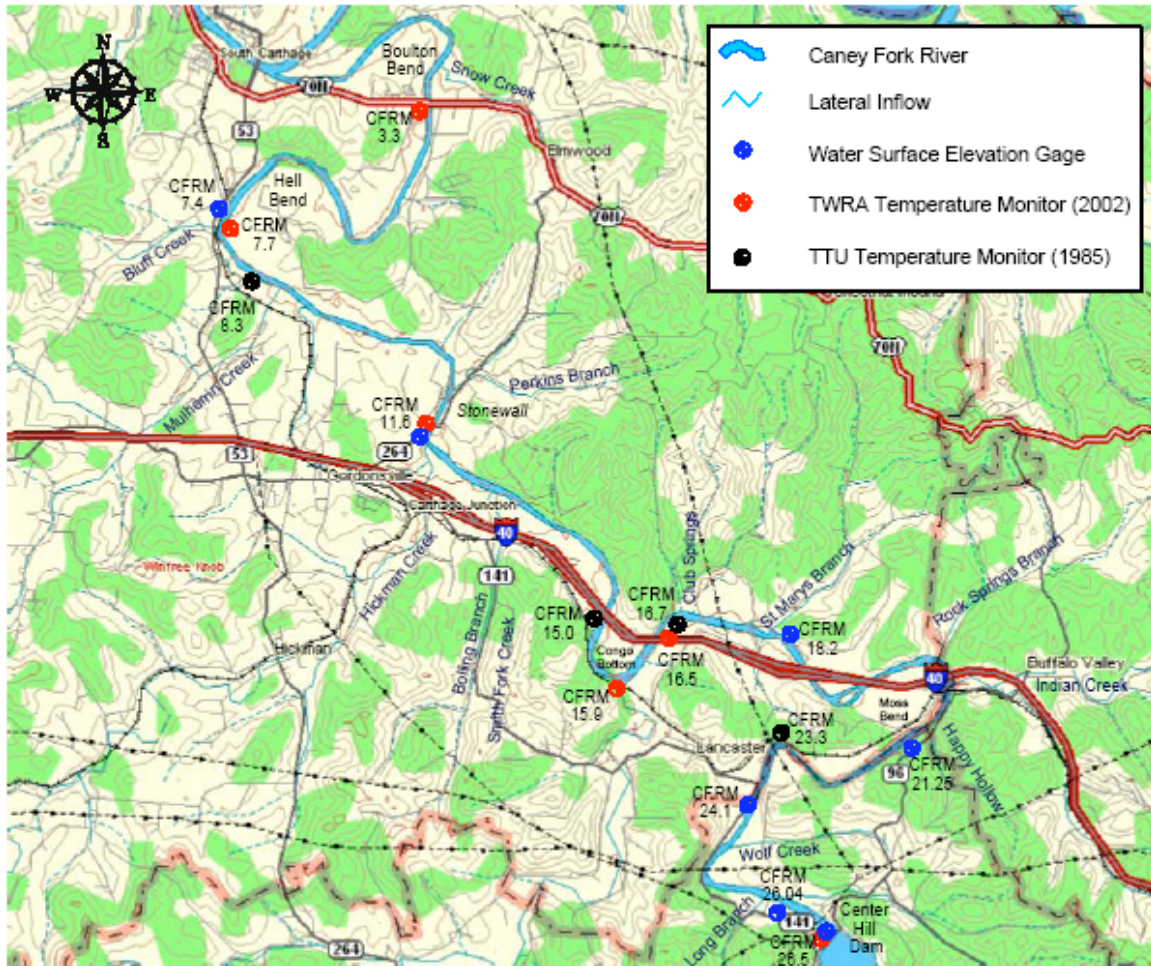 N
W
E
S
South Carthage
Boulton
Bend
Snow Creek
70H
CFRM
3.3
53
Elmwood
Hell
Bend
CFRM
7.4
CFRM
7.7
70H
Bluff Creek
CFRM
8.3
Caney Fork River
Lateral Inflow
Water Surface Elevation Gage
TWRA Temperature Monitor (2002)
TTU Temperature Monitor (1985)
70H
Mulherrin Creek
Perkins Branch
CFRM
11.6
Stonewall
264
53
Gordonsville
Carthage Junction
40
Winfree Knob
141
Hickman Creek
Club Springs
St Marys Branch
Rock Springs Branch
CFRM
15.0
CFRM
16.7
18.2
Congo
Bottom
CFRM
16.5
Hickman
Boiling Branch
Smith Fork Creek
CFRM
15.9
40
Buffalo Valley
Indian Creek
Moss
Bend
CFRM
23.3
Lancaster
96
CFRM
21.25
Happy Hollow
CFRM
24.1
Wolf Creek
CFRM
26.04
Long Branch
141
Center
Hill
Dam
CFRM
26.5
264